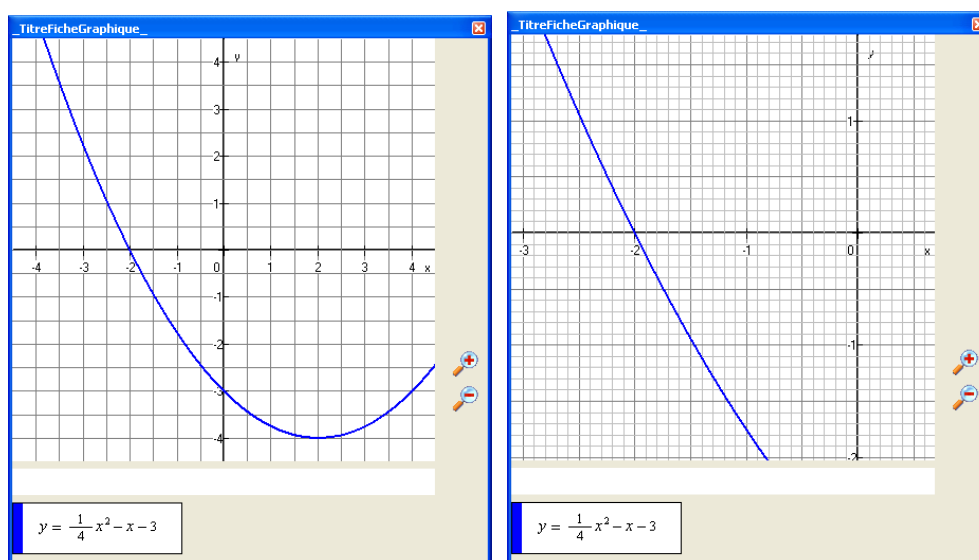 _TitreFicheGraphique_
y
4
3
2
1
-4 -3 -2 -1 0 1 2 3 4 x
-1
-2
-3
-4
y = 1/4 x² − x − 3
_TitreFicheGraphique_
y
1
-3 -2 -1 0 x
-1
-2
y = 1/4 x² − x − 3